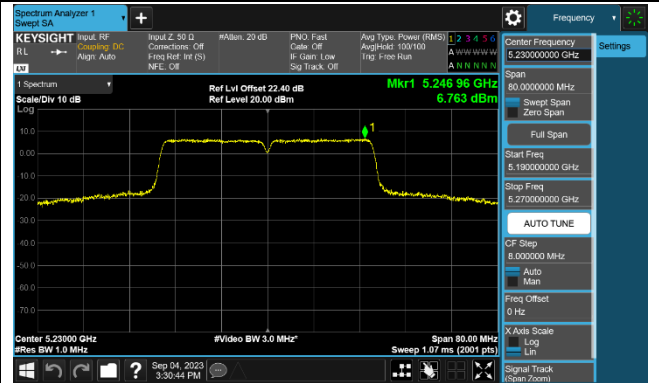 Spectrum Analyzer 1
Swept SA
Frequency
KEYSIGHT
RL
LXI
Input: RF
Coupling: DC
Align: Auto
Input Z: 50 Ω
Corrections: Off
Freq Ref: Int (S)
NFE: Off
#Atten: 20 dB
PNO: Fast
Gate: Off
IF Gain: Low
Sig Track: Off
Avg Type: Power (RMS)
Avg|Hold: 100/100
Trig: Free Run
1 2 3 4 5 6
A W W W W W
A N N N N N
1 Spectrum
Scale/Div 10 dB
Log
Ref Lvl Offset 22.40 dB
Ref Level 20.00 dBm
Mkr1 5.246 96 GHz
6.763 dBm
1
10.0
0.00
-10.0
-20.0
-30.0
-40.0
-50.0
-60.0
-70.0
Center 5.23000 GHz
#Res BW 1.0 MHz
#Video BW 3.0 MHz*
Span 80.00 MHz
Sweep 1.07 ms (2001 pts)
Sep 04, 2023
3:30:44 PM
Center Frequency
5.230000000 GHz
Span
80.0000000 MHz
Swept Span
Zero Span
Full Span
Start Freq
5.190000000 GHz
Stop Freq
5.270000000 GHz
AUTO TUNE
CF Step
8.000000 MHz
Auto
Man
Freq Offset
0 Hz
X Axis Scale
Log
Lin
Signal Track
(Span Zoom)
Settings